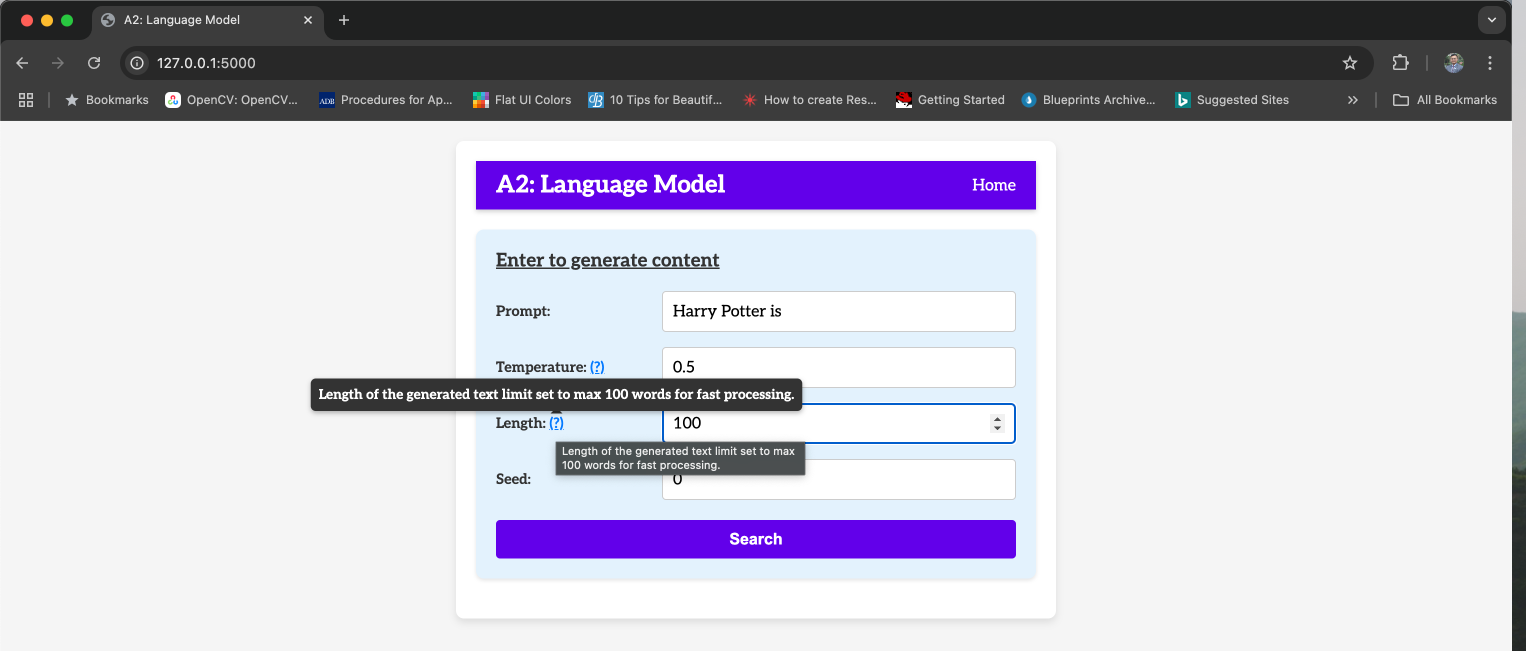 A2: Language Model
127.0.0.1:5000
Bookmarks
OpenCV: OpenCV...
ADB
Procedures for Ap...
Flat UI Colors
10 Tips for Beautif...
How to create Res...
Getting Started
Blueprints Archive...
Suggested Sites
All Bookmarks
A2: Language Model
Home
Enter to generate content
Prompt:
Harry Potter is
Temperature: (?)
0.5
Length of the generated text limit set to max 100 words for fast processing.
Length: (?)
100
Length of the generated text limit set to max
100 words for fast processing.
Seed:
0
Search